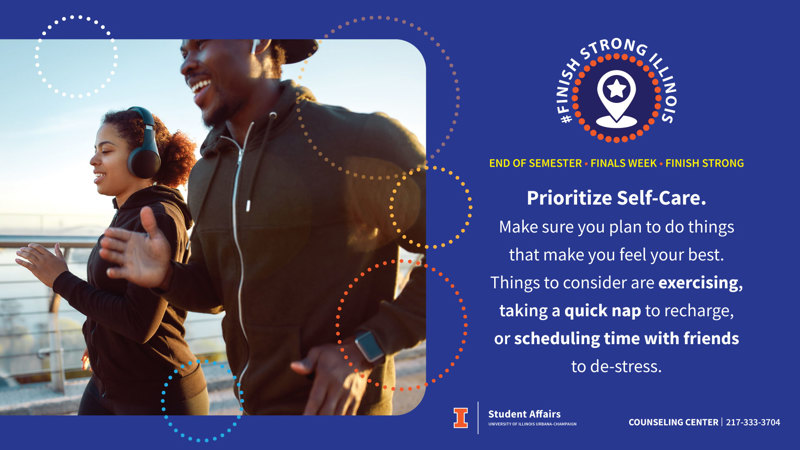 #FINISH STRONG ILLINOIS
END OF SEMESTER • FINALS WEEK • FINISH STRONG
Prioritize Self-Care.
Make sure you plan to do things
that make you feel your best.
Things to consider are exercising,
taking a quick nap to recharge,
or scheduling time with friends
to de-stress.
I
Student Affairs
UNIVERSITY OF ILLINOIS URBANA-CHAMPAIGN
COUNSELING CENTER | 217-333-3704